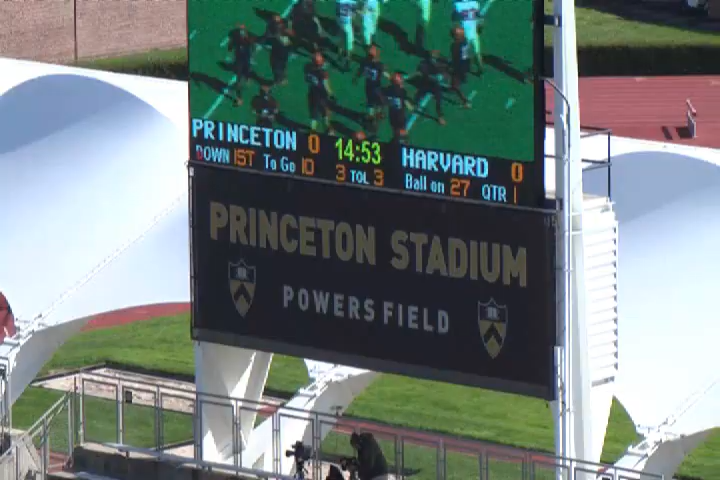 PRINCETON 0 14:53 HARVARD 0
DOWN 1ST To Go 10 3 TOL 3 Ball on 27 QTR 1
PRINCETON STADIUM
POWERS FIELD